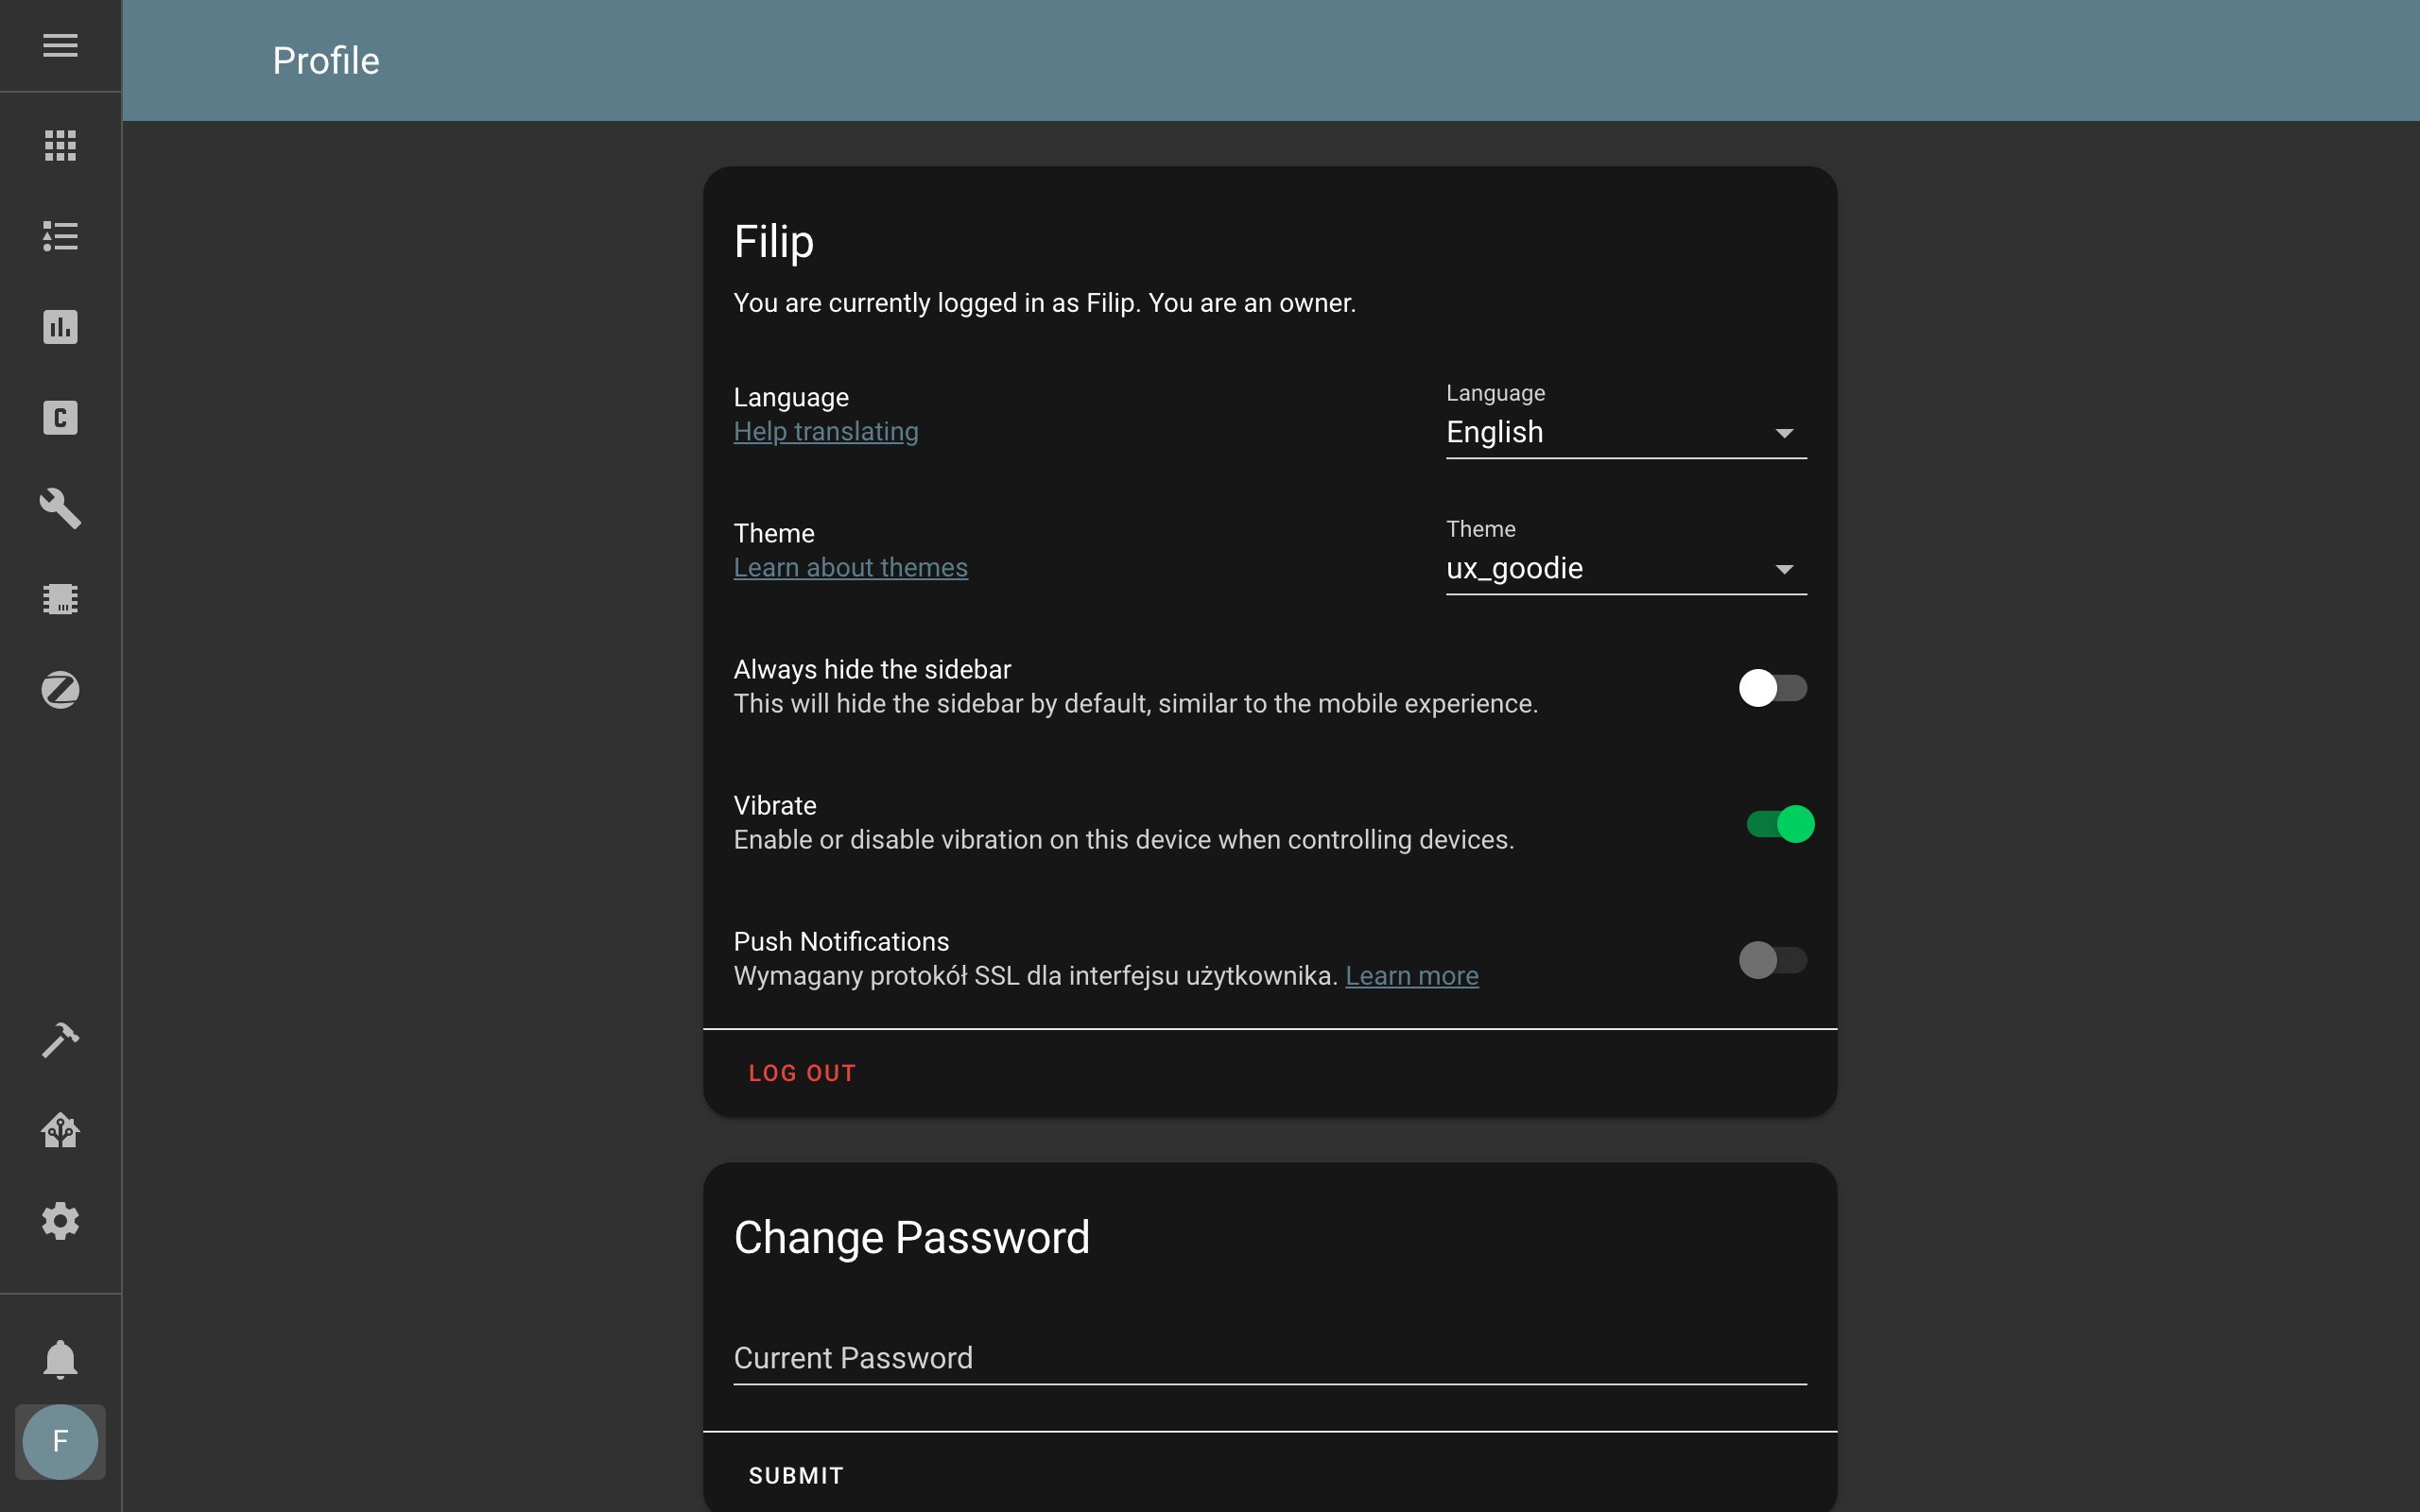 Profile
Filip
You are currently logged in as Filip. You are an owner.
Language
Help translating
Language
English
Theme
Learn about themes
Theme
ux_goodie
Always hide the sidebar
This will hide the sidebar by default, similar to the mobile experience.
Vibrate
Enable or disable vibration on this device when controlling devices.
Push Notifications
Wymagany protokół SSL dla interfejsu użytkownika. Learn more
LOG OUT
Change Password
Current Password
SUBMIT
C
F